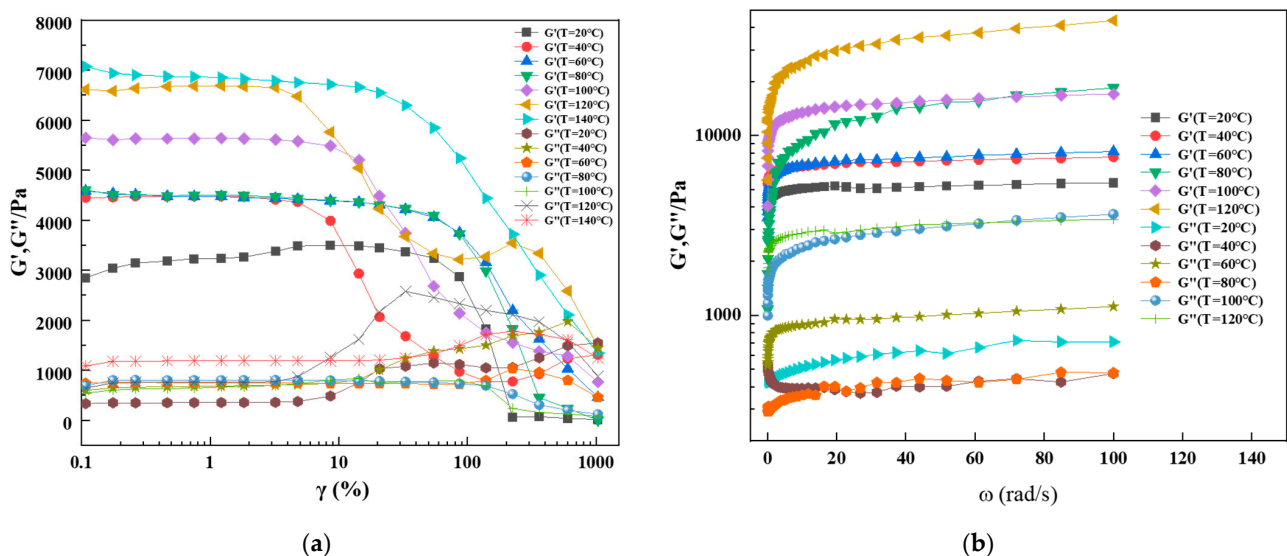 8000
7000
6000
5000
4000
3000
2000
1000
0
G',G''/Pa
0.1
1
10
100
1000
γ (%)
G'(T=20℃)
G'(T=40℃)
G'(T=60℃)
G'(T=80℃)
G'(T=100℃)
G'(T=120℃)
G'(T=140℃)
G''(T=20℃)
G''(T=40℃)
G''(T=60℃)
G''(T=80℃)
G''(T=100℃)
G''(T=120℃)
G''(T=140℃)
(a)
b)
10000
1000
G',G''/Pa
0
20
40
60
80
100
120
140
ω (rad/s)
G'(T=20℃)
G'(T=40℃)
G'(T=60℃)
G'(T=80℃)
G'(T=100℃)
G'(T=120℃)
G''(T=20℃)
G''(T=40℃)
G''(T=60℃)
G''(T=80℃)
G''(T=100℃)
G''(T=120℃)
(b)